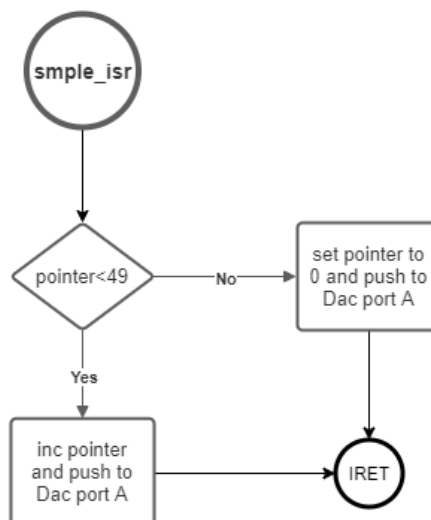 smple_isr
pointer<49
No
set pointer to
0 and push to
Dac port A
Yes
inc pointer
and push to
Dac port A
IRET